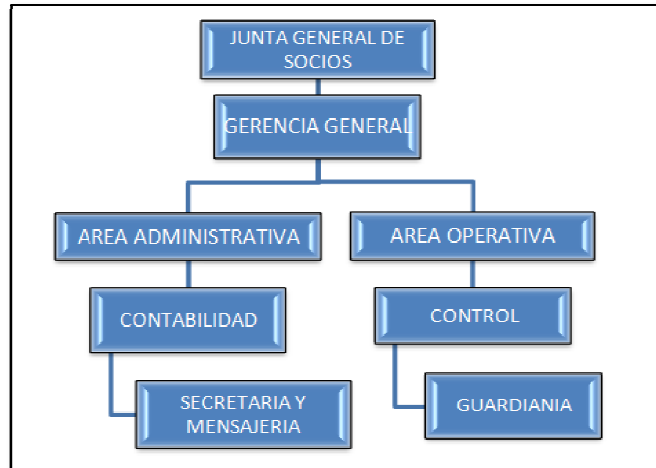 JUNTA GENERAL DE
SOCIOS
GERENCIA GENERAL
AREA ADMINISTRATIVA
AREA OPERATIVA
CONTABILIDAD
CONTROL
SECRETARIA Y
MENSAJERIA
GUARDIANIA